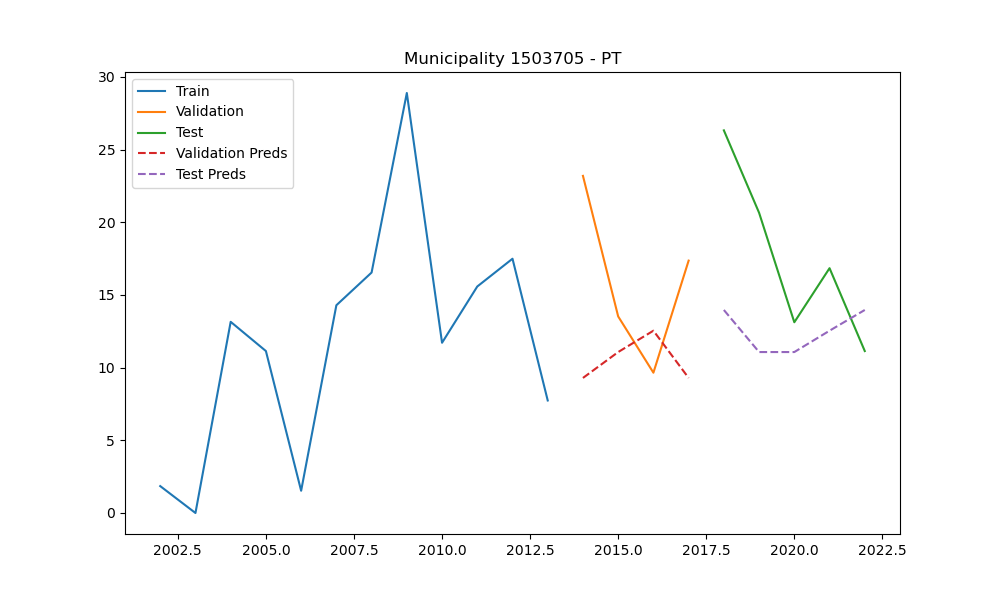 Municipality 1503705 - PT
Train
Validation
Test
Validation Preds
Test Preds
30
25
20
15
10
5
0
2002.5 2005.0 2007.5 2010.0 2012.5 2015.0 2017.5 2020.0 2022.5